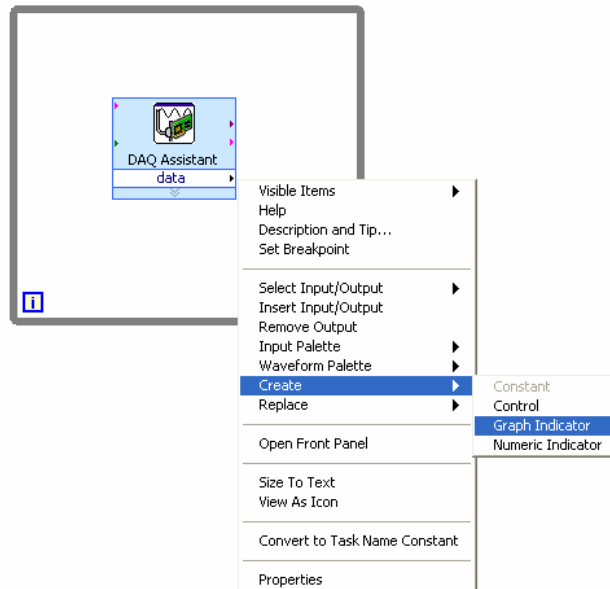 DAQ Assistant
data
i
Visible Items
Help
Description and Tip...
Set Breakpoint
Select Input/Output
Insert Input/Output
Remove Output
Input Palette
Waveform Palette
Create
Replace
Open Front Panel
Size To Text
View As Icon
Convert to Task Name Constant
Properties
Constant
Control
Graph Indicator
Numeric Indicator